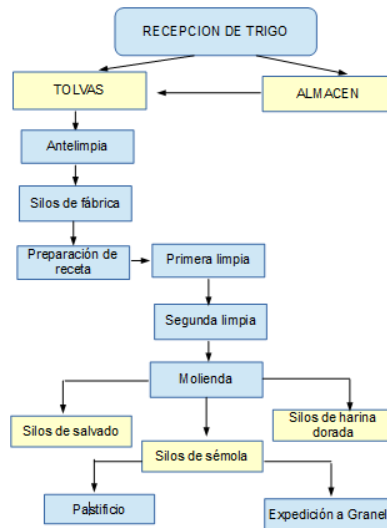 RECEPCION DE TRIGO
TOLVAS
ALMACEN
Antelimpia
Silos de fábrica
Preparación de
receta
Primera limpia
Segunda limpia
Molienda
Silos de salvado
Silos de harina
dorada
Silos de sémola
Pastificio
Expedición a Granel